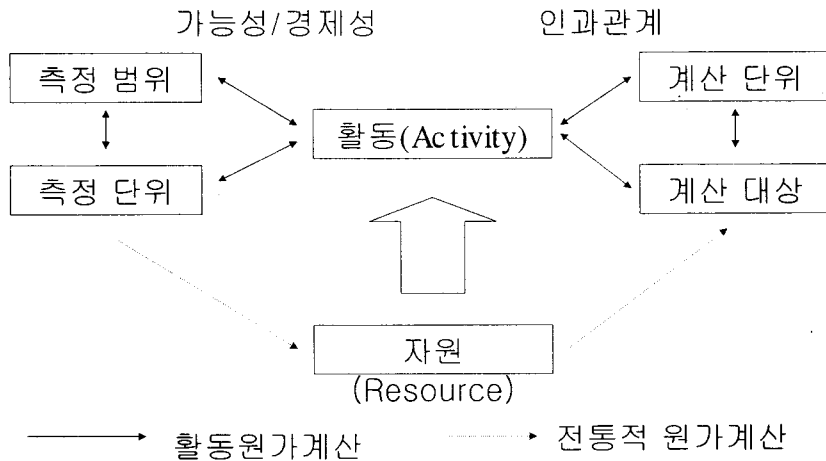 가능성/경제성 인과관계
측정 범위 계산 단위
활동(Activity)
측정 단위 계산 대상
자원
(Resource)
활동원가계산 전통적 원가계산